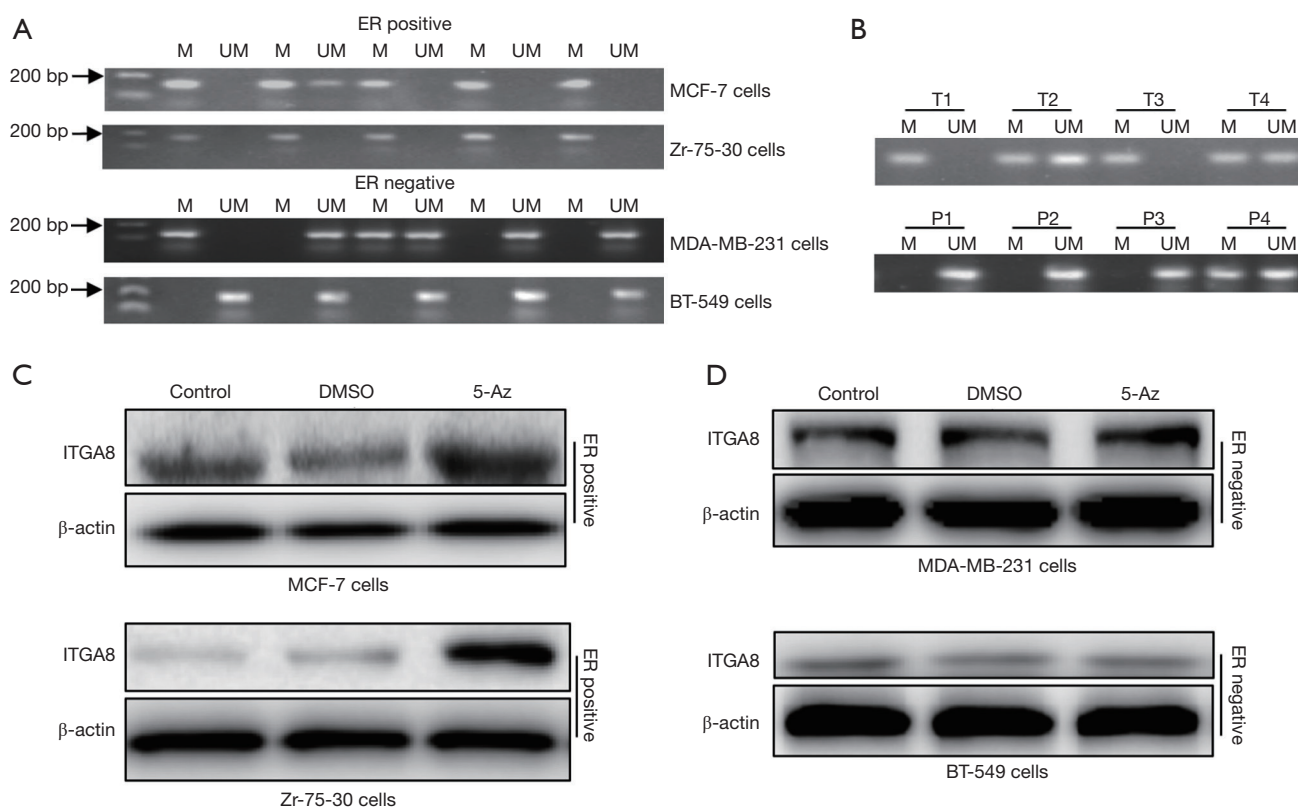 A
ER positive
M UM M UM M UM M UM M UM
200 bp
MCF-7 cells
200 bp
Zr-75-30 cells
ER negative
M UM M UM M UM M UM M UM
200 bp
MDA-MB-231 cells
200 bp
BT-549 cells
B
T1 T2 T3 T4
M UM M UM M UM M UM
P1 P2 P3 P4
M UM M UM M UM M UM
C
Control DMSO 5-Az
ITGA8
β-actin
ER positive
MCF-7 cells
ITGA8
β-actin
ER positive
Zr-75-30 cells
D
Control DMSO 5-Az
ITGA8
β-actin
ER negative
MDA-MB-231 cells
ITGA8
β-actin
ER negative
BT-549 cells